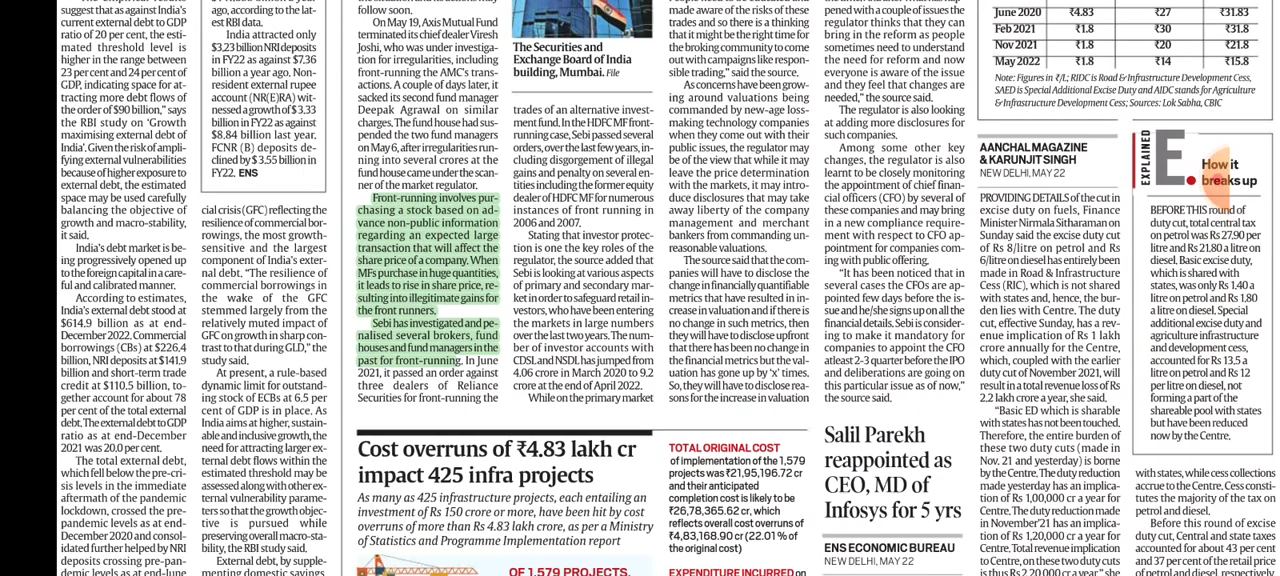 suggest that as against India's
current external debt to GDP
ratio of 20 per cent, the esti-
mated threshold level is
higher in the range between
23 per cent and 24 per cent of
GDP, indicating space for at-
tracting more debt flows of
the order of $90 billion," says
the RBI study on 'Growth
maximising external debt of
India'. Given the risk of ampli-
fying external vulnerabilities
because of higher exposure to
external debt, the estimated
space may be used carefully
balancing the objective of
growth and macro-stability,
it said.
India's debt market is be-
ing progressively opened up
to the foreign capital in a care-
ful and calibrated manner.
According to estimates,
India's external debt stood at
$614.9 billion as at end-
December 2022. Commercial
borrowings (CBs) at $226.4
billion, NRI deposits at $141.9
billion and short-term trade
credit at $110.5 billion, to-
gether account for about 78
per cent of the total external
debt. The external debt to GDP
ratio as at end-December
2021 was 20.0 per cent.
The total external debt,
which fell below the pre-cri-
sis levels in the immediate
aftermath of the pandemic
lockdown, crossed the pre-
pandemic levels as at end-
December 2020 and consol-
idated further helped by NRI
deposits crossing pre-pan-
demic levels as at end-June
ago, according to the lat-
est RBI data.
India attracted only
$3.23 billion NRI deposits
in FY22 as against $7.36
billion a year ago. Non-
resident external rupee
account (NR(E)RA) wit-
nessed a growth of $3.33
billion in FY22 as against
$8.84 billion last year.
FCNR (B) deposits de-
clined by $3.55 billion in
FY22. ENS
cial crisis (GFC) reflecting the
resilience of commercial bor-
rowings, the most growth-
sensitive and the largest
component of India's exter-
nal debt. "The resilience of
commercial borrowings in
the wake of the GFC
stemmed largely from the
relatively muted impact of
GFC on growth in sharp con-
trast to that during GLD," the
study said.
At present, a rule-based
dynamic limit for outstand-
ing stock of ECBs at 6.5 per
cent of GDP is in place. As
India aims at higher, sustain-
able and inclusive growth, the
need for attracting larger ex-
ternal debt flows within the
estimated threshold may be
assessed along with other ex-
ternal vulnerability parame-
ters so that the growth objec-
tive is pursued while
preserving overall macro-sta-
bility, the RBI study said.
External debt, by supple-
menting domestic savings,
follow soon.
On May 19, Axis Mutual Fund
terminated its chief dealer Viresh
Joshi, who was under investiga-
tion for irregularities, including
front-running the AMC's trans-
actions. A couple of days later, it
sacked its second fund manager
Deepak Agrawal on similar
charges. The fund house had sus-
pended the two fund managers
on May 6, after irregularities run-
ning into several crores at the
fund house came under the scan-
ner of the market regulator.
Front-running involves pur-
chasing a stock based on ad-
vance non-public information
regarding an expected large
transaction that will affect the
share price of a company. When
MFs purchase in huge quantities,
it leads to rise in share price, re-
sulting into illegitimate gains for
the front runners.
Sebi has investigated and pe-
nalised several brokers, fund
houses and fund managers in the
past for front-running. In June
2021, it passed an order against
three dealers of Reliance
Securities for front-running the
The Securities and
Exchange Board of India
building, Mumbai. File
trades of an alternative invest-
ment fund. In the HDFC MF front-
running case, Sebi passed several
orders, over the last few years, in-
cluding disgorgement of illegal
gains and penalty on several en-
tities including the former equity
dealer of HDFC MF for numerous
instances of front running in
2006 and 2007.
Stating that investor protec-
tion is one the key roles of the
regulator, the source added that
Sebi is looking at various aspects
of primary and secondary mar-
ket in order to safeguard retail in-
vestors, who have been entering
the markets in large numbers
over the last two years. The num-
ber of investor accounts with
CDSL and NSDL has jumped from
4.06 crore in March 2020 to 9.2
crore at the end of April 2022.
While on the primary market
made aware of the risks of these
trades and so there is a thinking
that it might be the right time for
the broking community to come
out with campaigns like respon-
sible trading," said the source.
As concerns have been grow-
ing around valuations being
commanded by new-age loss-
making technology companies
when they come out with their
public issues, the regulator may
be of the view that while it may
leave the price determination
with the markets, it may intro-
duce disclosures that may take
away liberty of the company
management and merchant
bankers from commanding un-
reasonable valuations.
The source said that the com-
panies will have to disclose the
change in financially quantifiable
metrics that have resulted in in-
crease in valuation and if there is
no change in such metrics, then
they will have to disclose upfront
that there has been no change in
the financial metrics but the val-
uation has gone up by 'x' times.
So, they will have to disclose rea-
sons for the increase in valuation
pened with a couple of issues the
regulator thinks that they can
bring in the reform as people
sometimes need to understand
the need for reform and now
everyone is aware of the issue
and they feel that changes are
needed," the source said.
The regulator is also looking
at adding more disclosures for
such companies.
Among some other key
changes, the regulator is also
learnt to be closely monitoring
the appointment of chief finan-
cial officers (CFO) by several of
these companies and may bring
in a new compliance require-
ment with respect to CFO ap-
pointment for companies com-
ing with public offering.
"It has been noticed that in
several cases the CFOs are ap-
pointed few days before the is-
sue and he/she signs up on all the
financial details. Sebi is consider-
ing to make it mandatory for
companies to appoint the CFO
atleast 2-3 quarter before the IPO
and deliberations are going on
this particular issue as of now,"
the source said.
Cost overruns of ₹4.83 lakh cr
impact 425 infra projects
As many as 425 infrastructure projects, each entailing an
investment of Rs 150 crore or more, have been hit by cost
overruns of more than Rs 4.83 lakh crore, as per a Ministry
of Statistics and Programme Implementation report
OF 1,579 PROJECTS,
TOTAL ORIGINAL COST
of implementation of the 1,579
projects was ₹21,95,196.72 cr
and their anticipated
completion cost is likely to be
₹26,78,365.62 cr, which
reflects overall cost overruns of
₹4,83,168.90 cr (22.01 % of
the original cost)
EXPENDITURE INCURRED on
Salil Parekh
reappointed as
CEO, MD of
Infosys for 5 yrs
ENS ECONOMIC BUREAU
NEW DELHI, MAY 22
June 2020 ₹4.83 ₹27 ₹31.83
Feb 2021 ₹1.8 ₹30 ₹31.8
Nov 2021 ₹1.8 ₹20 ₹21.8
May 2022 ₹1.8 ₹14 ₹15.8
Note: Figures in ₹/l.; RIDC is Road & Infrastructure Development Cess,
SAED is Special Additional Excise Duty and AIDC stands for Agriculture
& Infrastructure Development Cess; Sources: Lok Sabha, CBIC
AANCHAL MAGAZINE
& KARUNJIT SINGH
NEW DELHI, MAY 22
PROVIDING DETAILS of the cut in
excise duty on fuels, Finance
Minister Nirmala Sitharaman on
Sunday said the excise duty cut
of Rs 8/litre on petrol and Rs
6/litre on diesel has entirely been
made in Road & Infrastructure
Cess (RIC), which is not shared
with states and, hence, the bur-
den lies with Centre. The duty
cut, effective Sunday, has a rev-
enue implication of Rs 1 lakh
crore annually for the Centre,
which, coupled with the earlier
duty cut of November 2021, will
result in a total revenue loss of Rs
2.2 lakh crore a year, she said.
"Basic ED which is sharable
with states has not been touched.
Therefore, the entire burden of
these two duty cuts (made in
Nov. 21 and yesterday) is borne
by the Centre. The duty reduction
made yesterday has an implica-
tion of Rs 1,00,000 cr a year for
Centre. The duty reduction made
in November'21 has an implica-
tion of Rs 1,20,000 cr a year for
Centre, Total revenue implication
to Centre, on these two duty cuts
is thus Rs 2,20,000 cr a year," she
EXPLAINED
E.
How it
breaks up
BEFORE THIS round of
duty cut, total central tax
on petrol was Rs 27.90 per
litre and Rs 21.80 a litre on
diesel. Basic excise duty,
which is shared with
states, was only Rs 1.40 a
litre on petrol and Rs 1.80
a litre on diesel. Special
additional excise duty and
agriculture infrastructure
and development cess,
accounted for Rs 13.5 a
litre on petrol and Rs 12
per litre on diesel, not
forming a part of the
shareable pool with states
but have been reduced
now by the Centre.
with states, while cess collections
accrue to the Centre. Cess consti-
tutes the majority of the tax on
petrol and diesel.
Before this round of excise
duty cut, Central and state taxes
accounted for about 43 per cent
and 37 per cent of the retail price
of petrol and diesel, respectively,